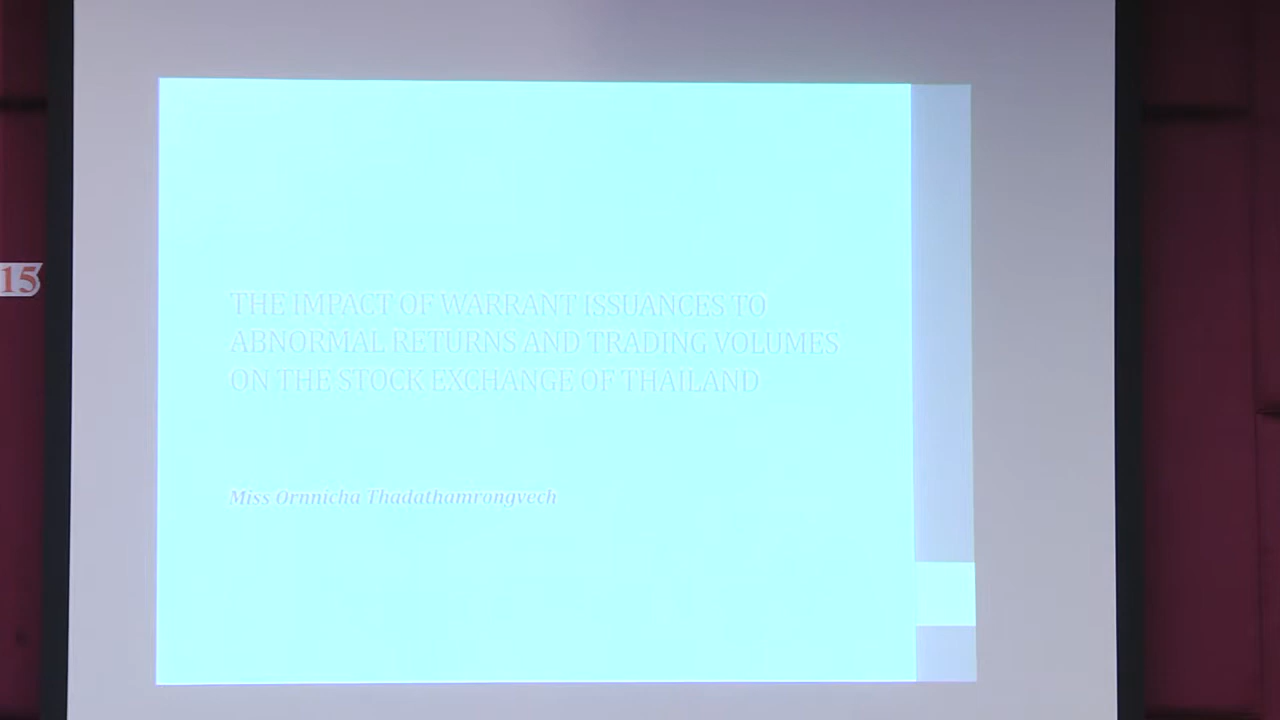 15
THE IMPACT OF WARRANT ISSUANCES TO
ABNORMAL RETURNS AND TRADING VOLUMES
ON THE STOCK EXCHANGE OF THAILAND
Miss Ornnicha Thadathamrongvech